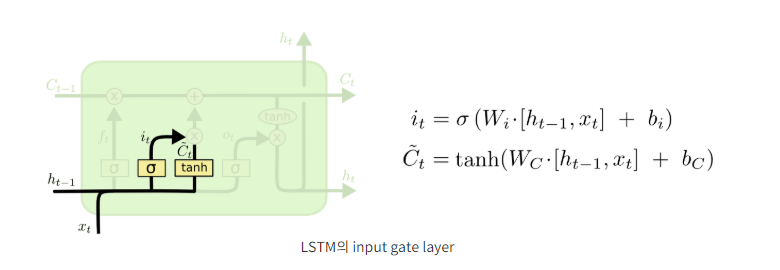 h_t
C_{t-1} C_t
× + tanh
f_t i_t C̃_t o_t × ×
σ σ tanh σ
h_{t-1} h_t
x_t
i_t = σ (W_i·[h_{t-1}, x_t] + b_i)
C̃_t = tanh(W_C·[h_{t-1}, x_t] + b_C)
LSTM의 input gate layer